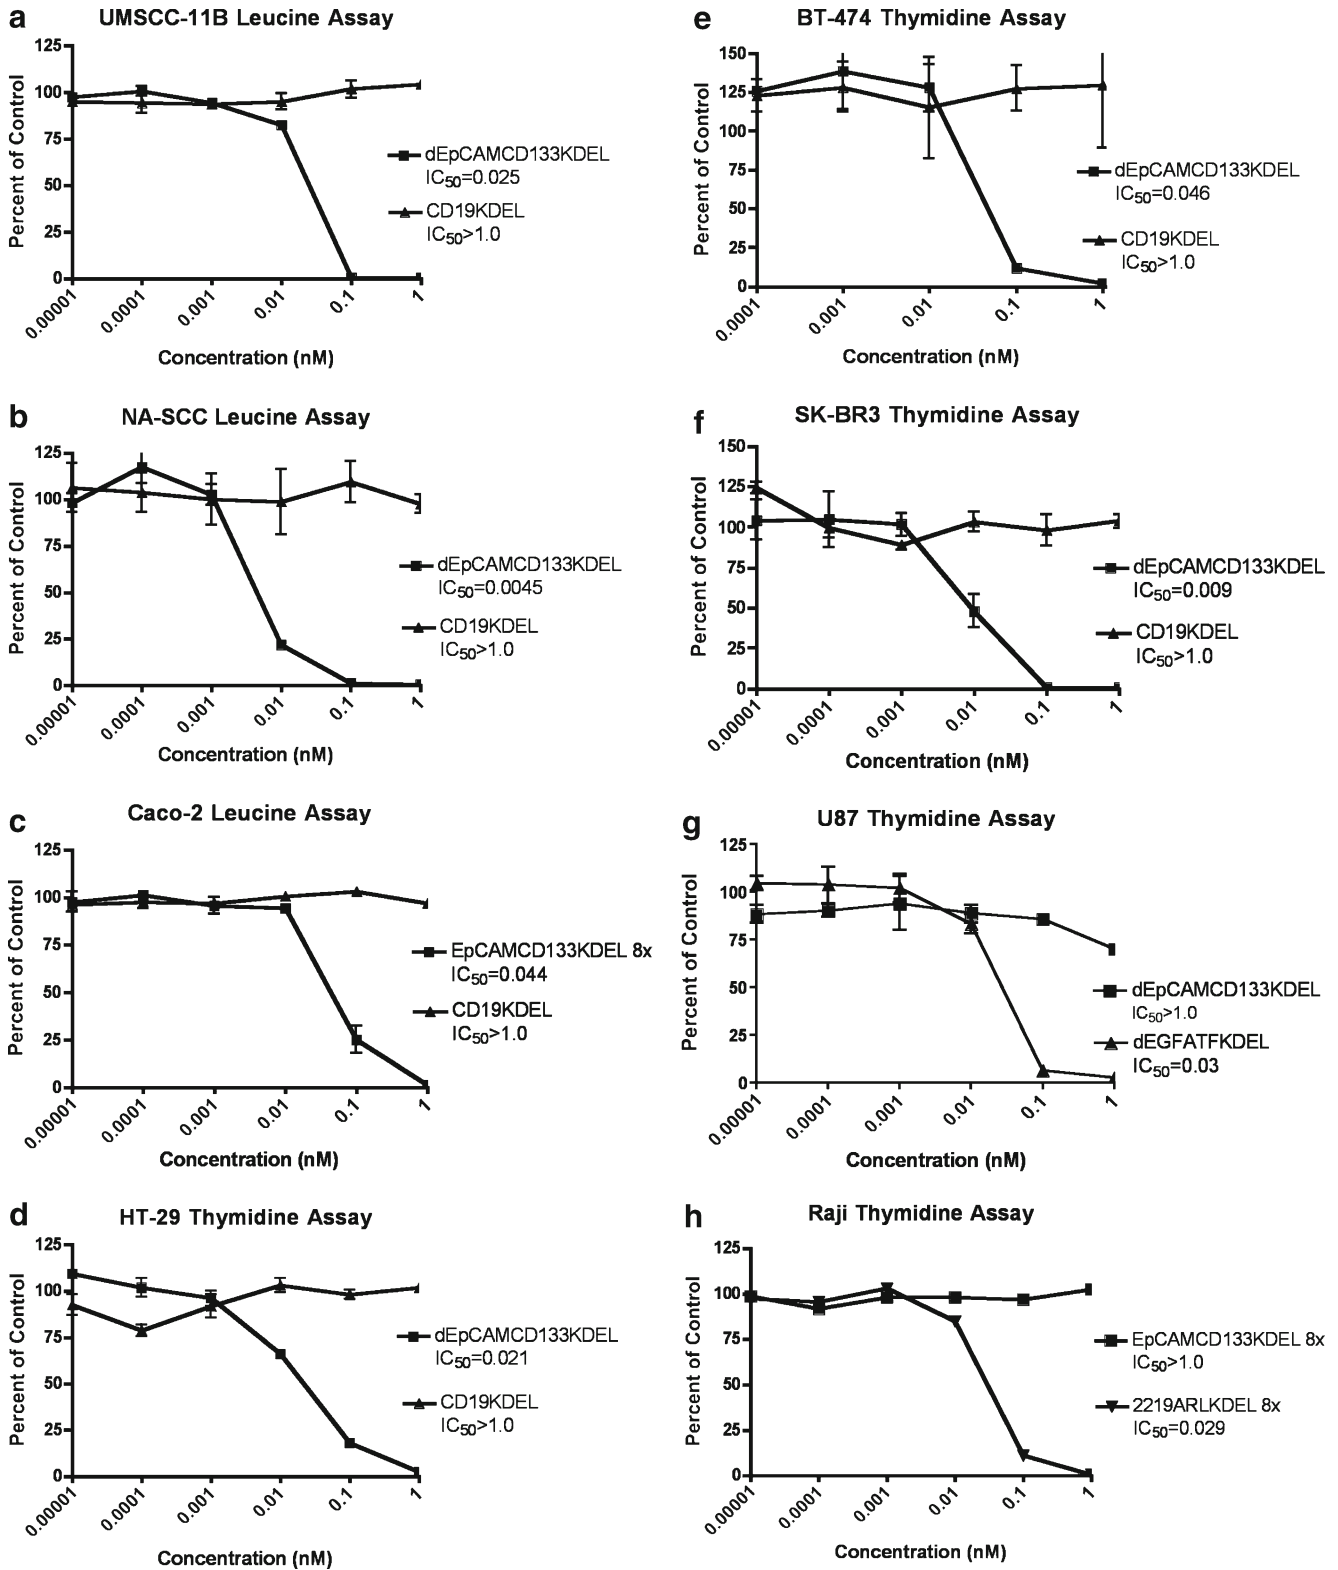 a
UMSCC-11B Leucine Assay
Percent of Control
125
100
75
50
25
0
0.00001
0.0001
0.001
0.01
0.1
1
Concentration (nM)
dEpCAMCD133KDEL
IC50=0.025
CD19KDEL
IC50>1.0
b
NA-SCC Leucine Assay
Percent of Control
125
100
75
50
25
0
0.00001
0.0001
0.001
0.01
0.1
1
Concentration (nM)
dEpCAMCD133KDEL
IC50=0.0045
CD19KDEL
IC50>1.0
c
Caco-2 Leucine Assay
Percent of Control
125
100
75
50
25
0
0.00001
0.0001
0.001
0.01
0.1
1
Concentration (nM)
EpCAMCD133KDEL 8x
IC50=0.044
CD19KDEL
IC50>1.0
d
HT-29 Thymidine Assay
Percent of Control
125
100
75
50
25
0
0.00001
0.0001
0.001
0.01
0.1
1
Concentration (nM)
dEpCAMCD133KDEL
IC50=0.021
CD19KDEL
IC50>1.0
e
BT-474 Thymidine Assay
Percent of Control
150
125
100
75
50
25
0
0.0001
0.001
0.01
0.1
1
Concentration (nM)
dEpCAMCD133KDEL
IC50=0.046
CD19KDEL
IC50>1.0
f
SK-BR3 Thymidine Assay
Percent of Control
150
125
100
75
50
25
0
0.00001
0.0001
0.001
0.01
0.1
1
Concentration (nM)
dEpCAMCD133KDEL
IC50=0.009
CD19KDEL
IC50>1.0
g
U87 Thymidine Assay
Percent of Control
125
100
75
50
25
0
0.00001
0.0001
0.001
0.01
0.1
1
Concentration (nM)
dEpCAMCD133KDEL
IC50>1.0
dEGFATFKDEL
IC50=0.03
h
Raji Thymidine Assay
Percent of Control
125
100
75
50
25
0
0.00001
0.0001
0.001
0.01
0.1
1
Concentration (nM)
EpCAMCD133KDEL 8x
IC50>1.0
2219ARLKDEL 8x
IC50=0.029